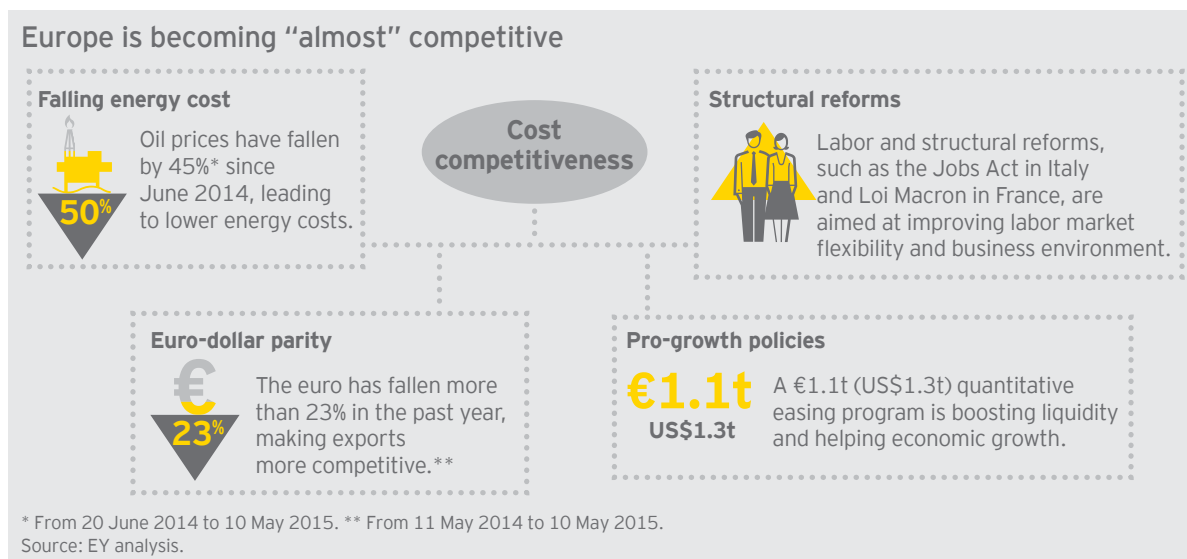 Europe is becoming “almost” competitive
Falling energy cost
50%
Oil prices have fallen
by 45%* since
June 2014, leading
to lower energy costs.
Cost
competitiveness
Structural reforms
Labor and structural reforms,
such as the Jobs Act in Italy
and Loi Macron in France, are
aimed at improving labor market
flexibility and business environment.
Euro-dollar parity
€
23%
The euro has fallen more
than 23% in the past year,
making exports
more competitive.**
Pro-growth policies
€1.1t
US$1.3t
A €1.1t (US$1.3t) quantitative
easing program is boosting liquidity
and helping economic growth.
* From 20 June 2014 to 10 May 2015. ** From 11 May 2014 to 10 May 2015.
Source: EY analysis.